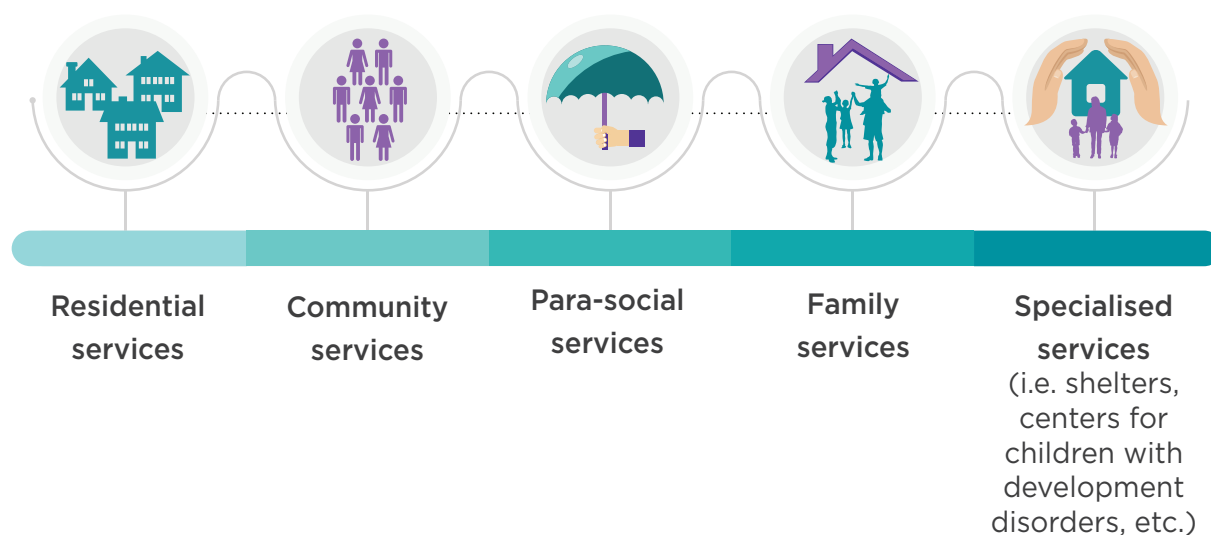 Residential
services
Community
services
Para-social
services
Family
services
Specialised
services
(i.e. shelters,
centers for
children with
development
disorders, etc.)